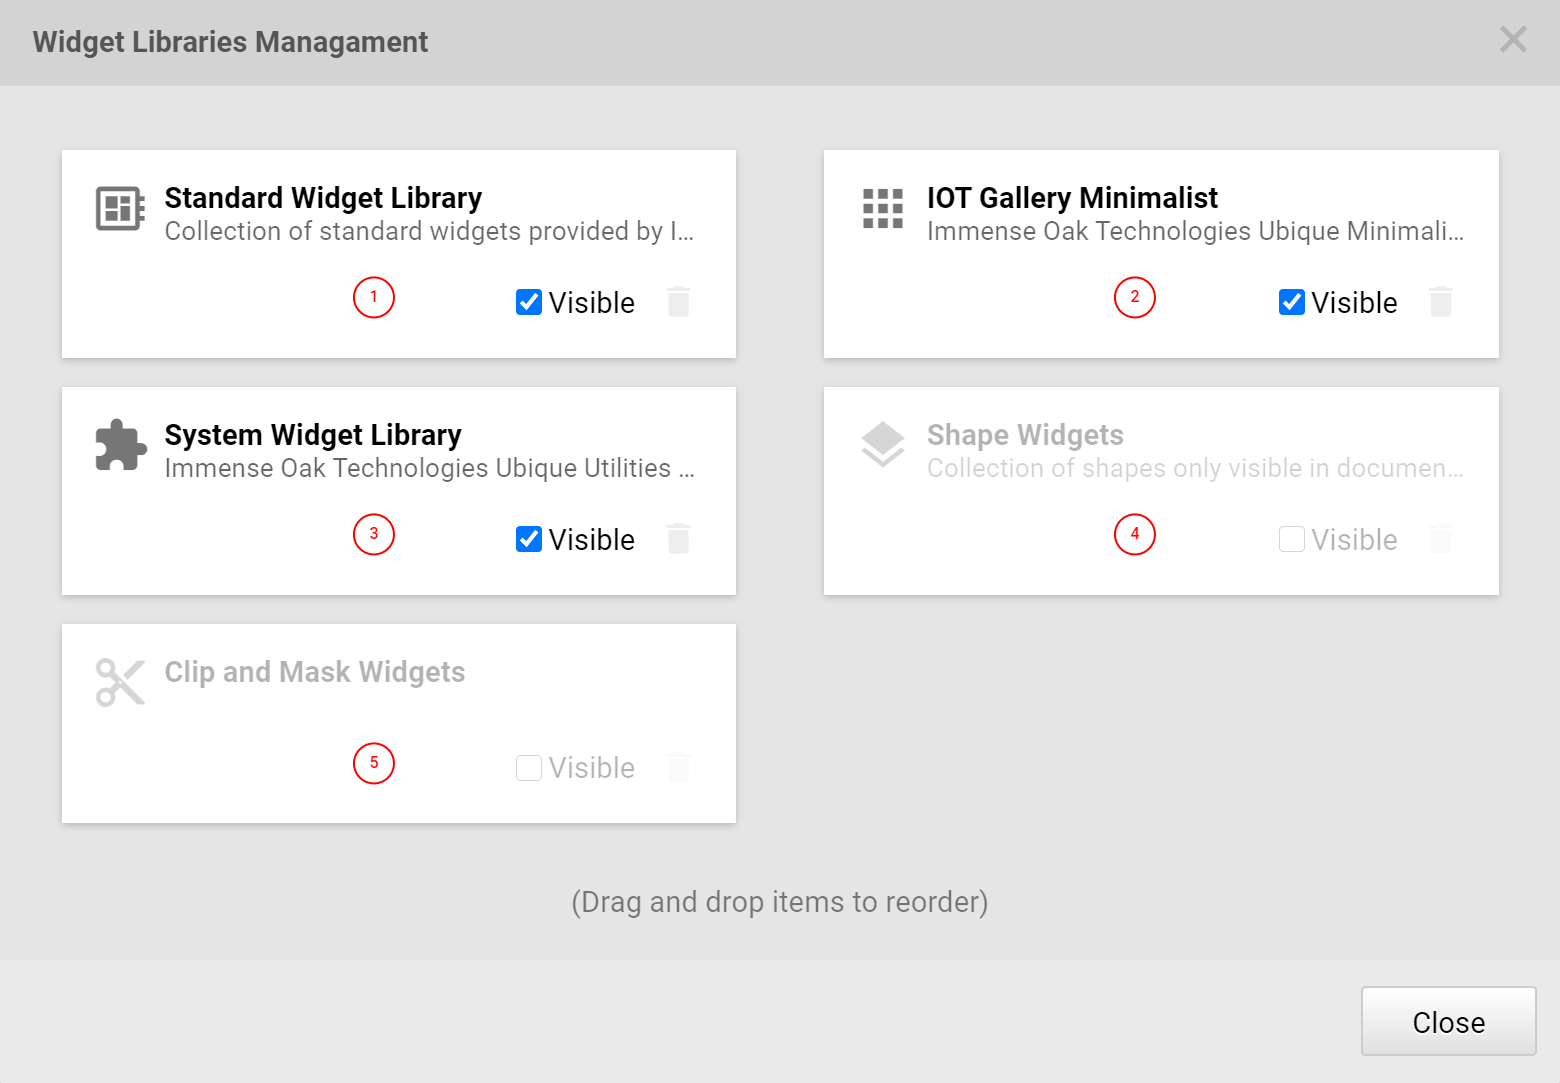 Widget Libraries Managament
Standard Widget Library
Collection of standard widgets provided by I...
1
Visible
IOT Gallery Minimalist
Immense Oak Technologies Ubique Minimali...
2
Visible
System Widget Library
Immense Oak Technologies Ubique Utilities ...
3
Visible
Shape Widgets
Collection of shapes only visible in documen...
4
Visible
Clip and Mask Widgets
5
Visible
(Drag and drop items to reorder)
Close